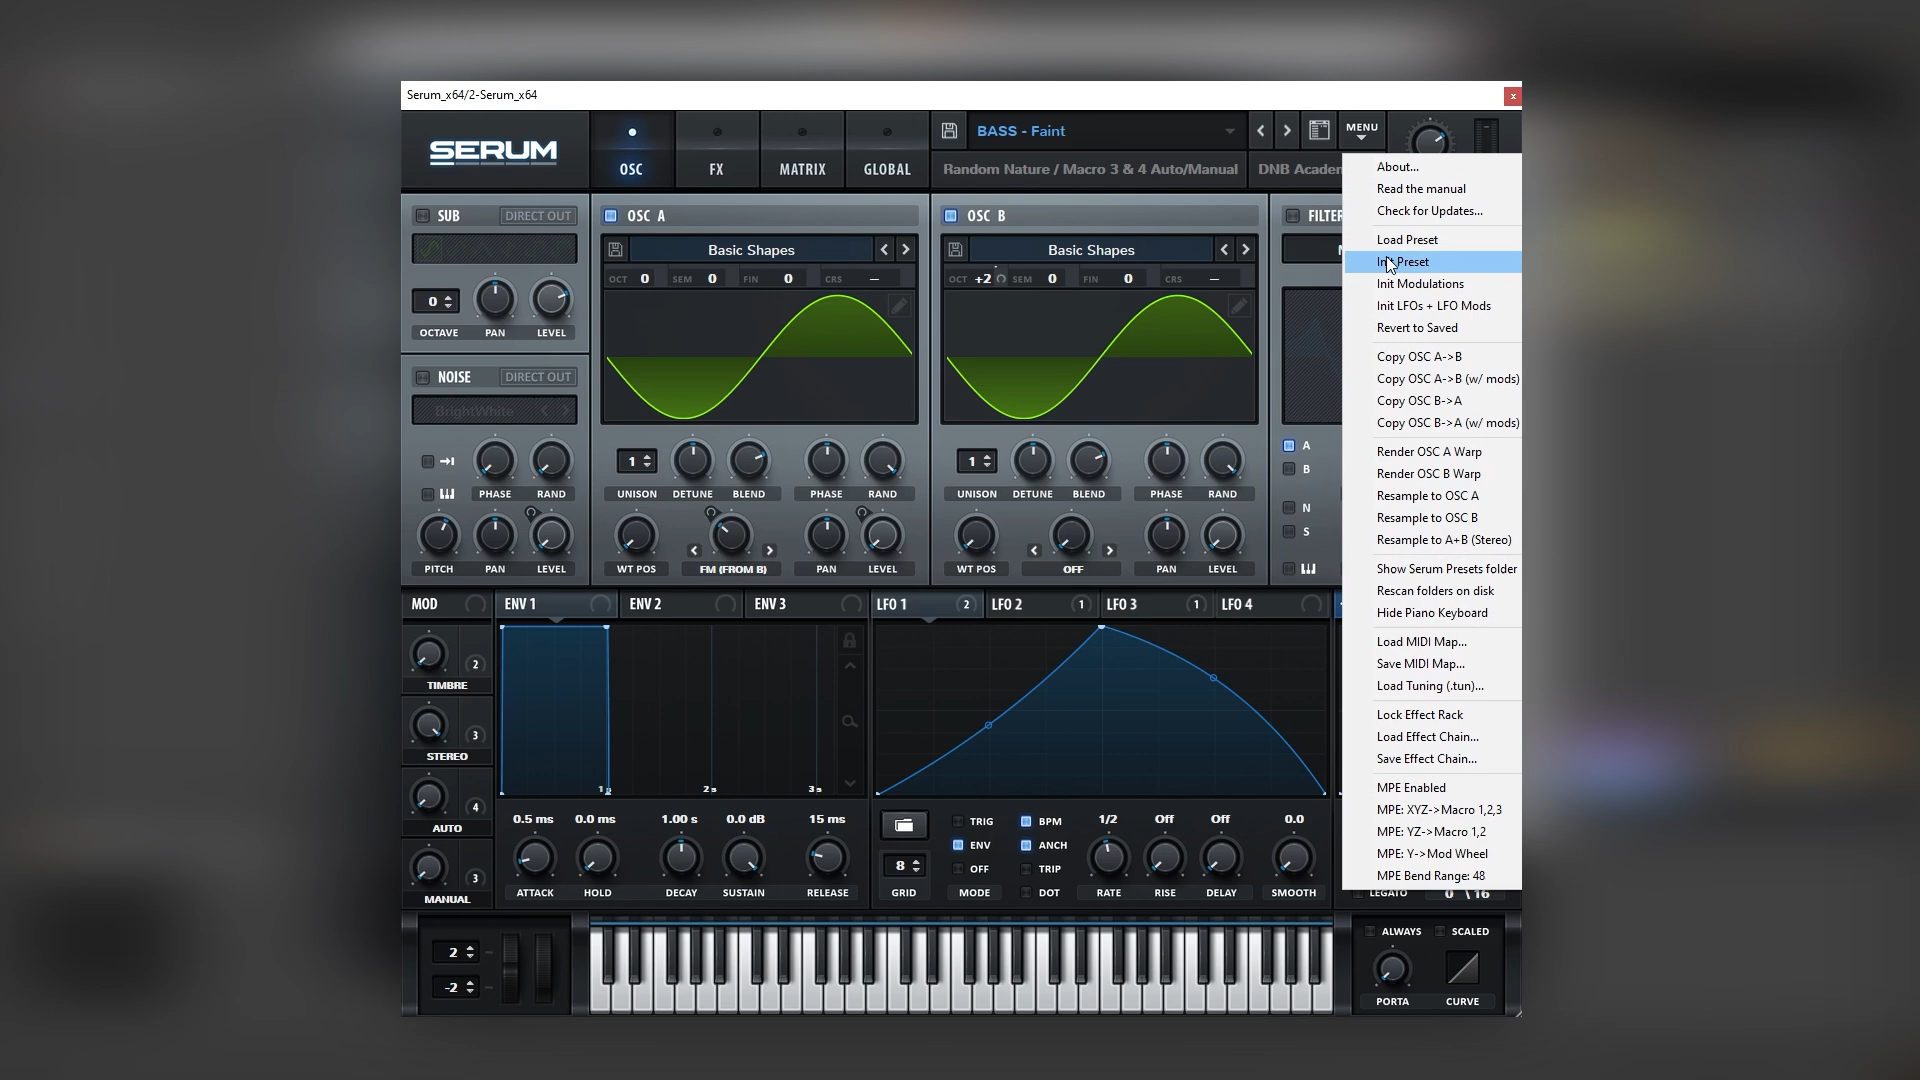 Serum_x64/2-Serum_x64
x
SERUM
OSC
FX
MATRIX
GLOBAL
BASS - Faint
MENU
Random Nature / Macro 3 & 4 Auto/Manual
DNB Academ
SUB
DIRECT OUT
0
OCTAVE
PAN
LEVEL
NOISE
DIRECT OUT
BrightWhite
PHASE
RAND
PITCH
PAN
LEVEL
OSC A
Basic Shapes
OCT 0
SEM 0
FIN 0
CRS --
1
UNISON
DETUNE
BLEND
PHASE
RAND
WT POS
FM (FROM B)
PAN
LEVEL
OSC B
Basic Shapes
OCT +2
SEM 0
FIN 0
CRS --
1
UNISON
DETUNE
BLEND
PHASE
RAND
WT POS
OFF
PAN
LEVEL
FILTER
A
B
N
S
About...
Read the manual
Check for Updates...
Load Preset
Init Preset
Init Modulations
Init LFOs + LFO Mods
Revert to Saved
Copy OSC A->B
Copy OSC A->B (w/ mods)
Copy OSC B->A
Copy OSC B->A (w/ mods)
Render OSC A Warp
Render OSC B Warp
Resample to OSC A
Resample to OSC B
Resample to A+B (Stereo)
Show Serum Presets folder
Rescan folders on disk
Hide Piano Keyboard
Load MIDI Map...
Save MIDI Map...
Load Tuning (.tun)...
Lock Effect Rack
Load Effect Chain...
Save Effect Chain...
MPE Enabled
MPE: XYZ->Macro 1,2,3
MPE: YZ->Macro 1,2
MPE: Y->Mod Wheel
MPE Bend Range: 48
MOD
ENV 1
ENV 2
ENV 3
LFO 1
2
LFO 2
1
LFO 3
1
LFO 4
2
TIMBRE
3
STEREO
4
AUTO
3
MANUAL
1s
2s
3s
0.5 ms
0.0 ms
1.00 s
0.0 dB
15 ms
ATTACK
HOLD
DECAY
SUSTAIN
RELEASE
8
GRID
TRIG
ENV
OFF
MODE
BPM
ANCH
TRIP
DOT
1/2
Off
Off
0.0
RATE
RISE
DELAY
SMOOTH
LEGATO
0 \ 16
2
-2
ALWAYS
SCALED
PORTA
CURVE